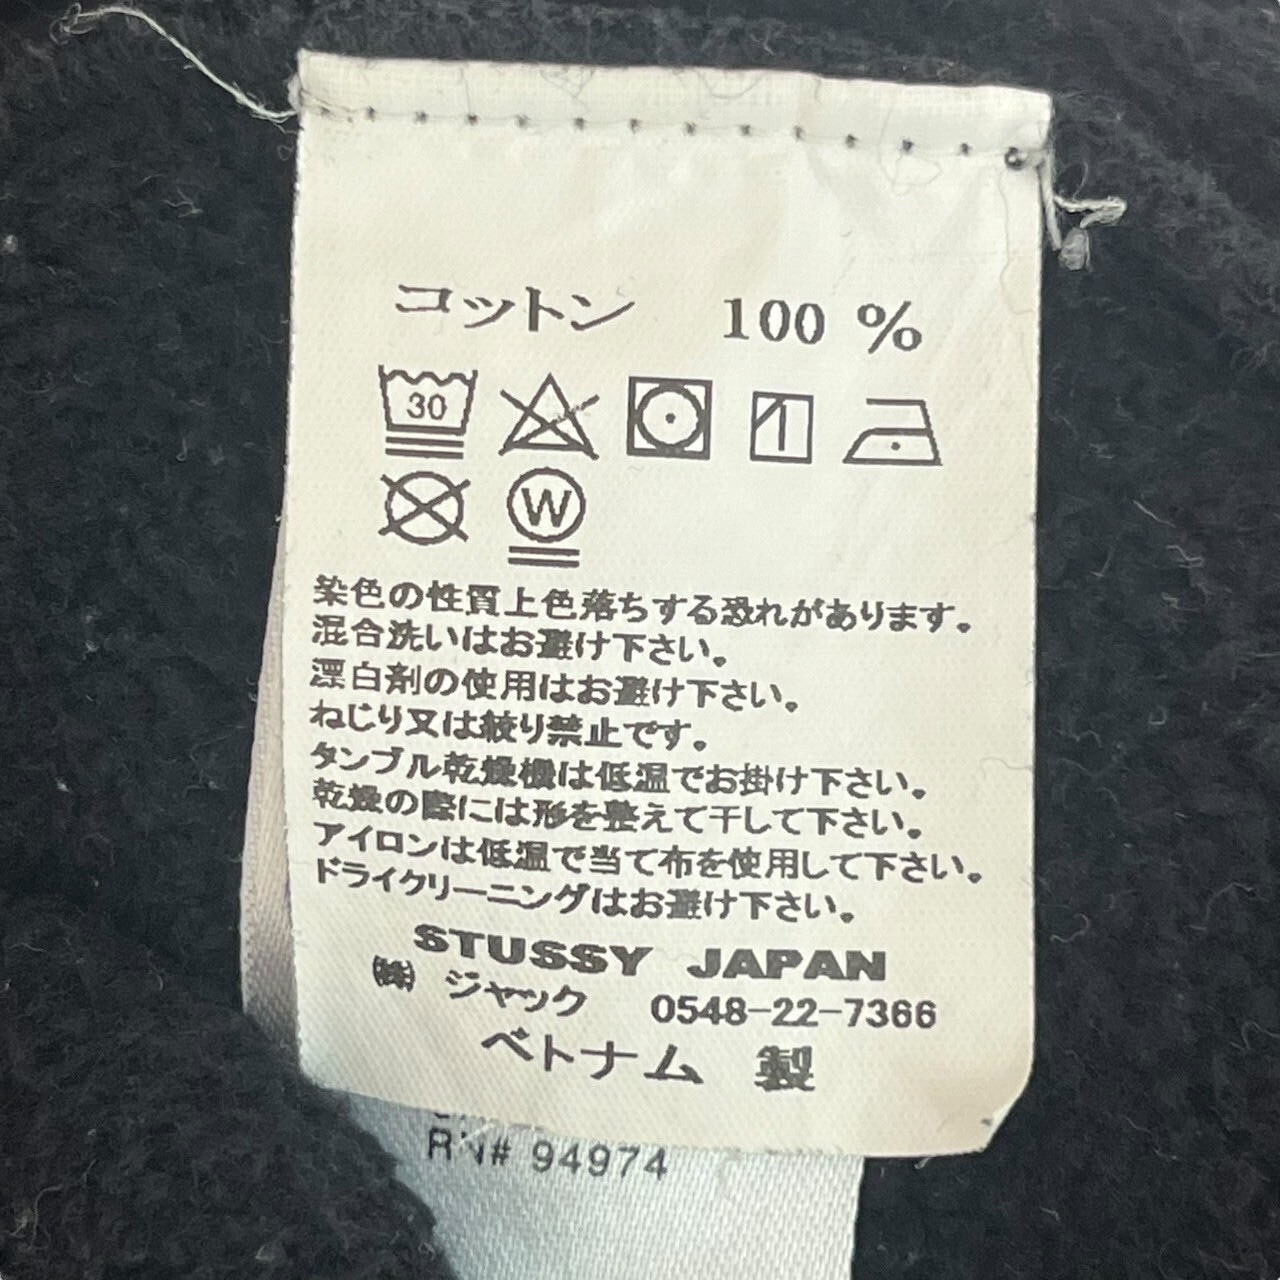 コットン 100 %
30
W
染色の性質上色落ちする恐れがあります。
混合洗いはお避け下さい。
漂白剤の使用はお避け下さい。
ねじり又は絞り禁止です。
タンブル乾燥機は低温でお掛け下さい。
乾燥の際には形を整えて干して下さい。
アイロンは低温で当て布を使用して下さい。
ドライクリーニングはお避け下さい。
STUSSY JAPAN
㈱ ジャック 0548-22-7366
ベトナム 製
RN# 94974